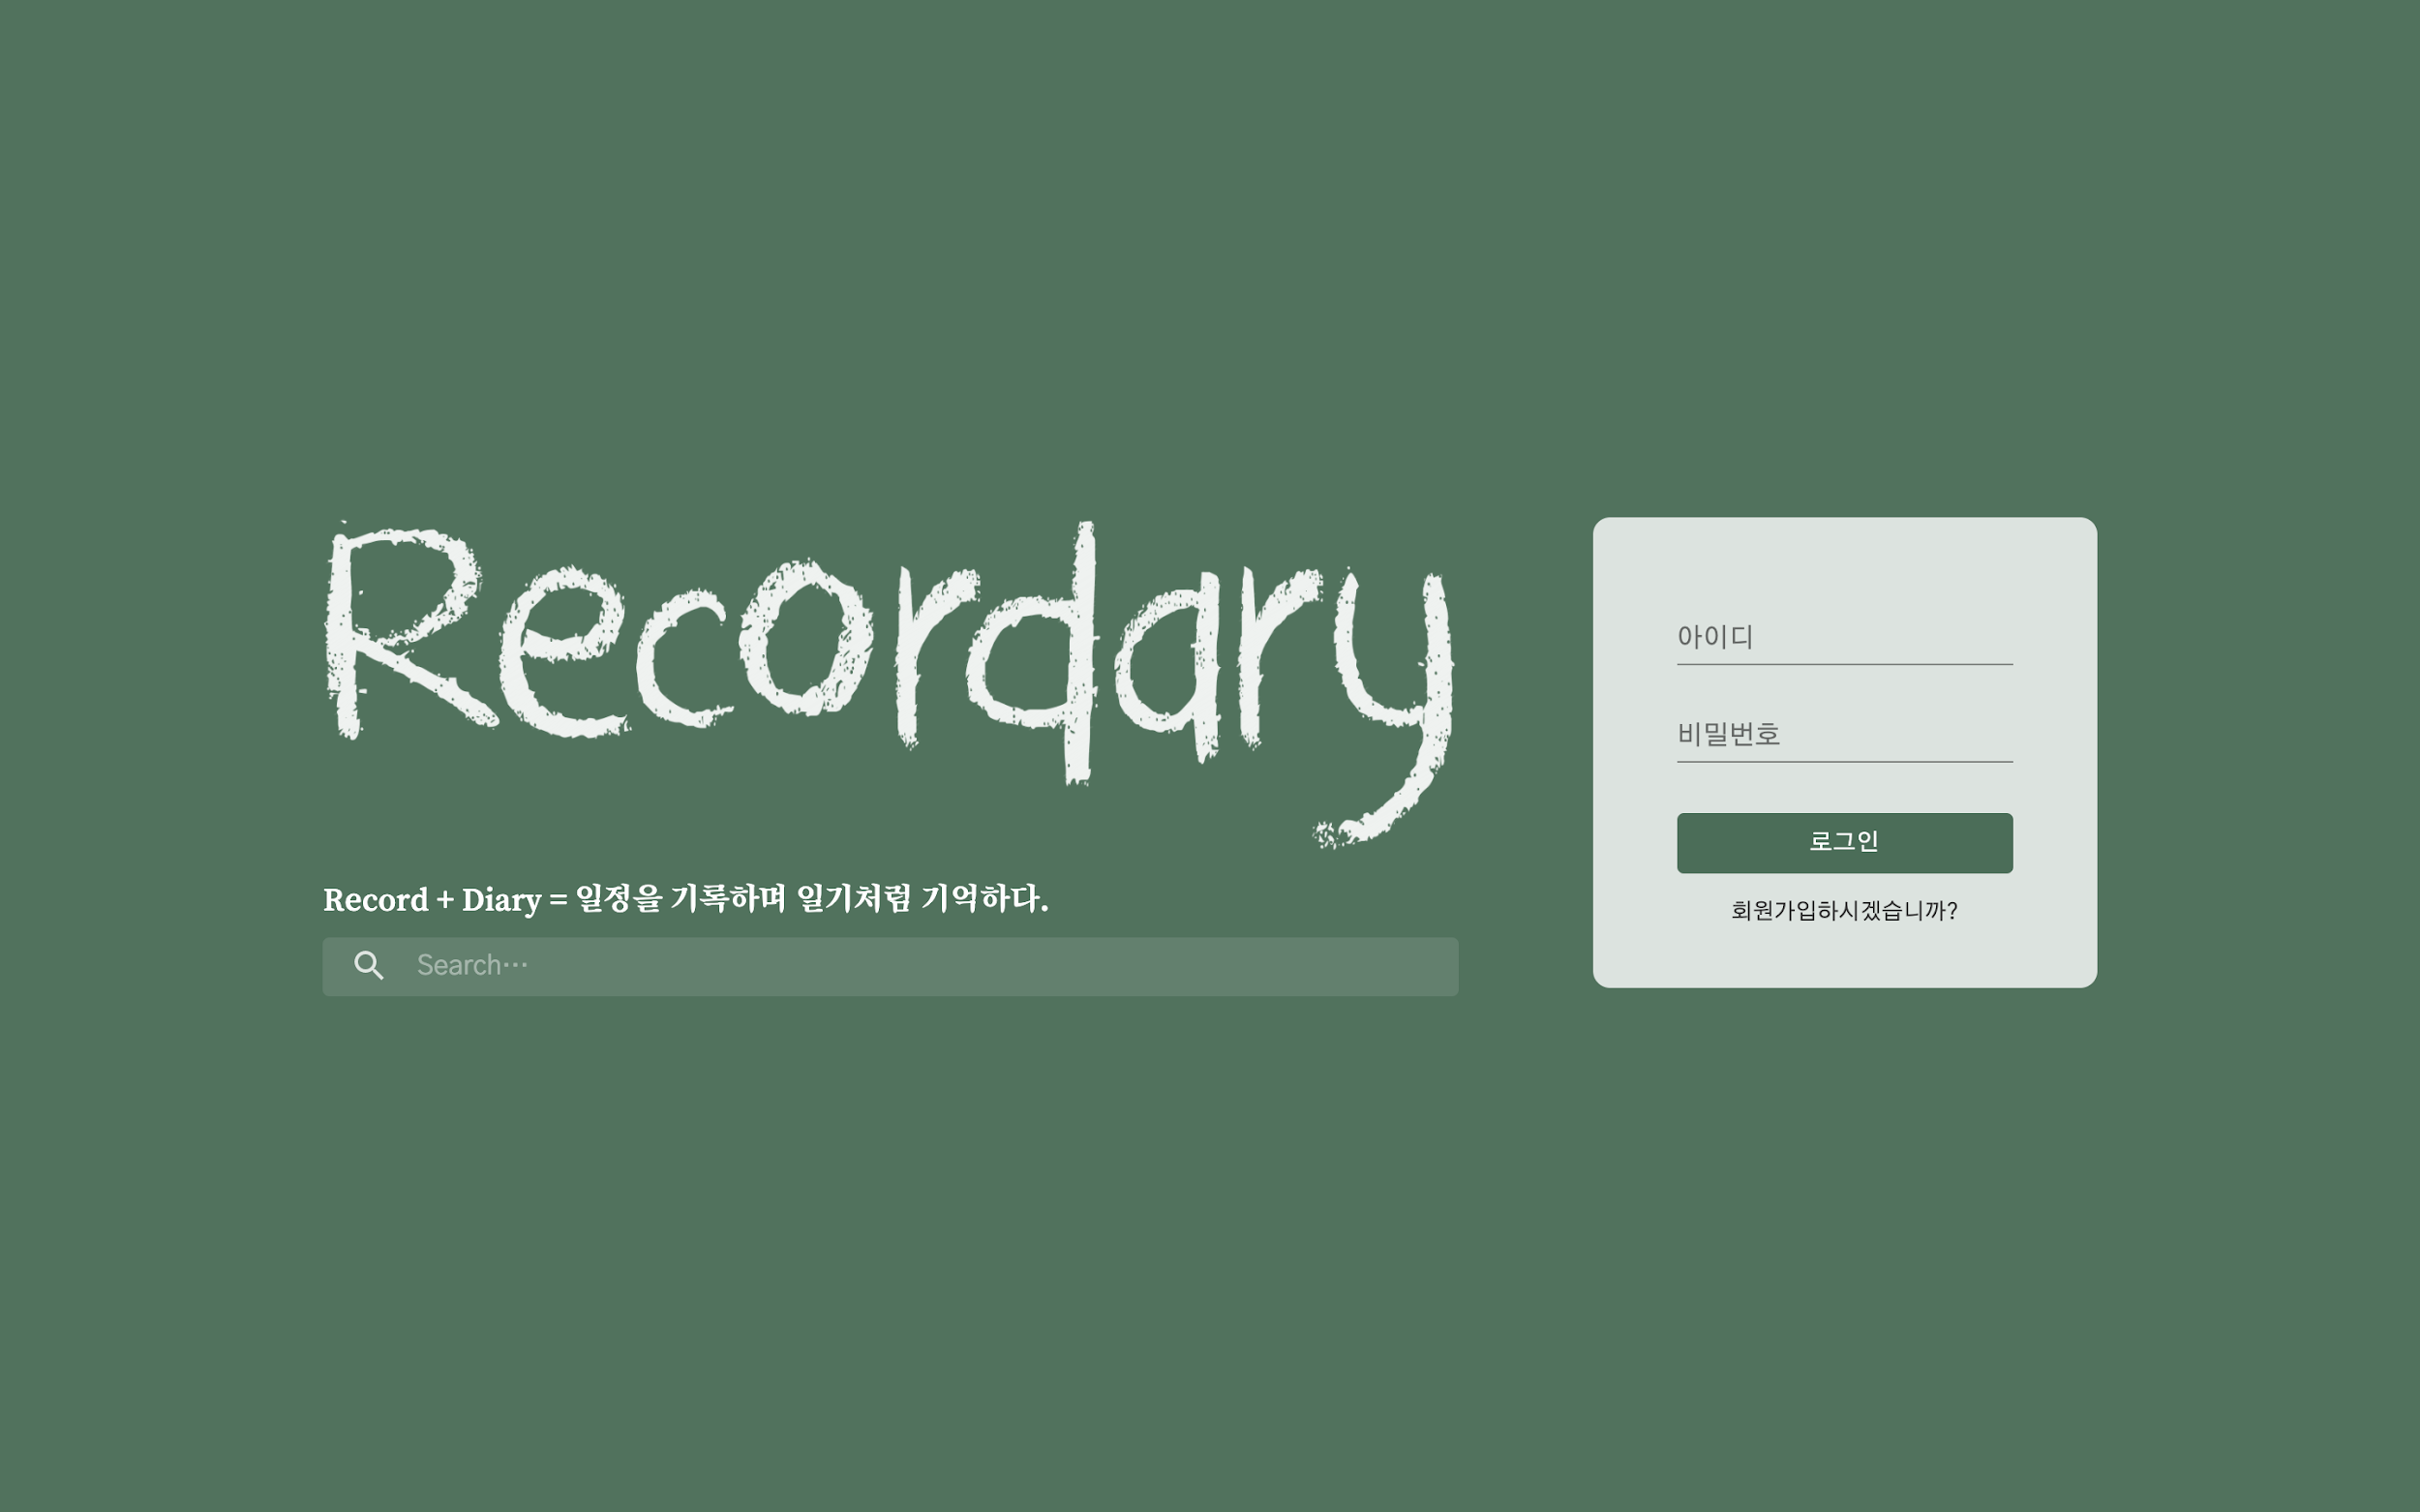 Recordary
Record + Diary = 일정을 기록하며 일기처럼 기억하다.
Search…
아이디
비밀번호
로그인
회원가입하시겠습니까?